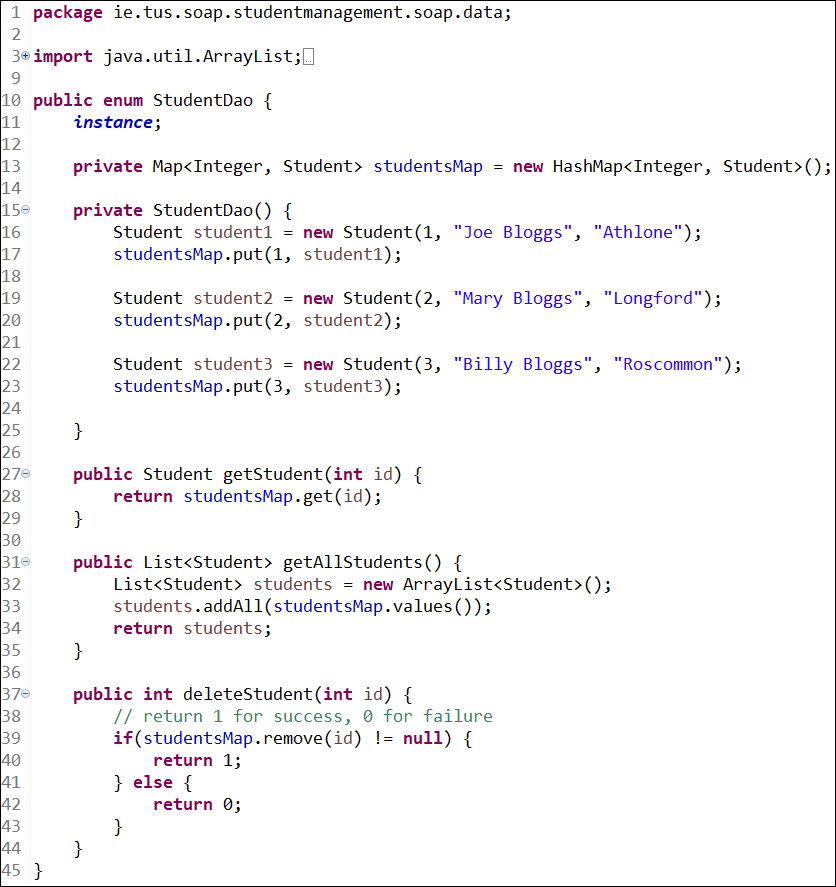 1 package ie.tus.soap.studentmanagement.soap.data;
2
3 import java.util.ArrayList;
9
10 public enum StudentDao {
11     instance;
12
13     private Map<Integer, Student> studentsMap = new HashMap<Integer, Student>();
14
15     private StudentDao() {
16         Student student1 = new Student(1, "Joe Bloggs", "Athlone");
17         studentsMap.put(1, student1);
18
19         Student student2 = new Student(2, "Mary Bloggs", "Longford");
20         studentsMap.put(2, student2);
21
22         Student student3 = new Student(3, "Billy Bloggs", "Roscommon");
23         studentsMap.put(3, student3);
24
25     }
26
27     public Student getStudent(int id) {
28         return studentsMap.get(id);
29     }
30
31     public List<Student> getAllStudents() {
32         List<Student> students = new ArrayList<Student>();
33         students.addAll(studentsMap.values());
34         return students;
35     }
36
37     public int deleteStudent(int id) {
38         // return 1 for success, 0 for failure
39         if(studentsMap.remove(id) != null) {
40             return 1;
41         } else {
42             return 0;
43         }
44     }
45 }